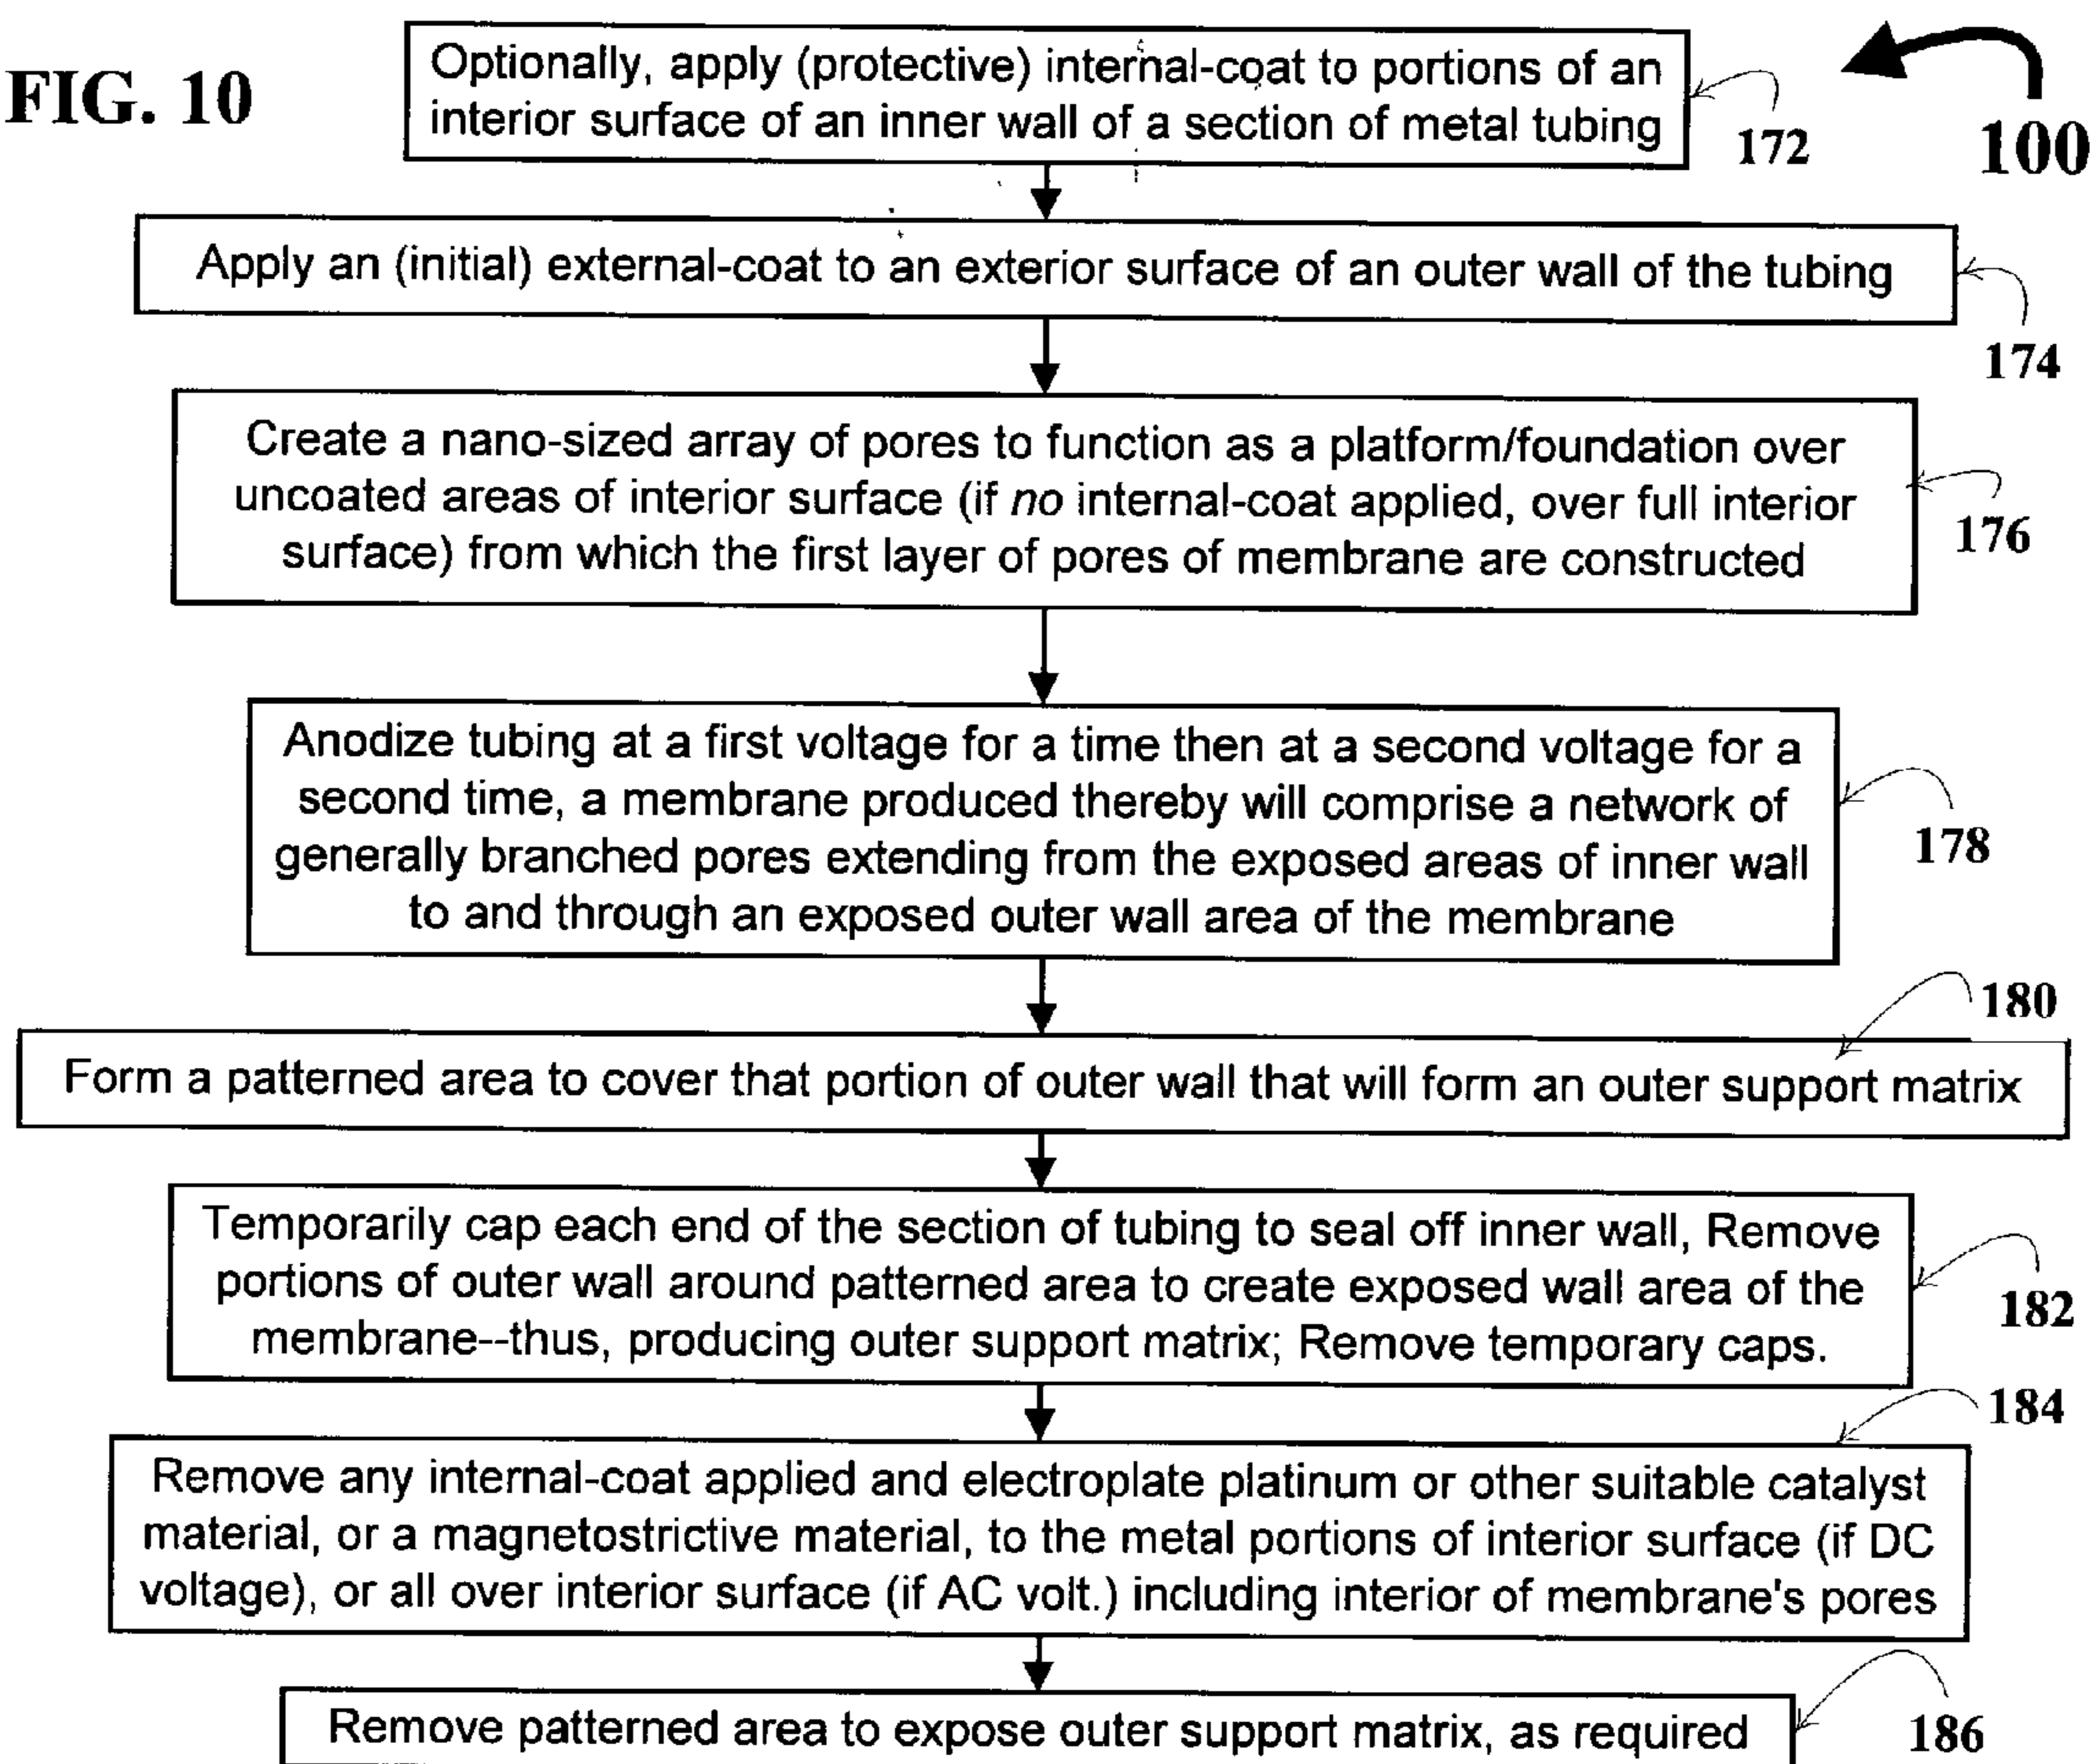 FIG. 10
Optionally, apply (protective) internal-coat to portions of an
interior surface of an inner wall of a section of metal tubing
172
100
Apply an (initial) external-coat to an exterior surface of an outer wall of the tubing
174
Create a nano-sized array of pores to function as a platform/foundation over
uncoated areas of interior surface (if no internal-coat applied, over full interior
surface) from which the first layer of pores of membrane are constructed
176
Anodize tubing at a first voltage for a time then at a second voltage for a
second time, a membrane produced thereby will comprise a network of
generally branched pores extending from the exposed areas of inner wall
to and through an exposed outer wall area of the membrane
178
180
Form a patterned area to cover that portion of outer wall that will form an outer support matrix
Temporarily cap each end of the section of tubing to seal off inner wall, Remove
portions of outer wall around patterned area to create exposed wall area of the
membrane--thus, producing outer support matrix; Remove temporary caps.
182
184
Remove any internal-coat applied and electroplate platinum or other suitable catalyst
material, or a magnetostrictive material, to the metal portions of interior surface (if DC
voltage), or all over interior surface (if AC volt.) including interior of membrane's pores
Remove patterned area to expose outer support matrix, as required
186